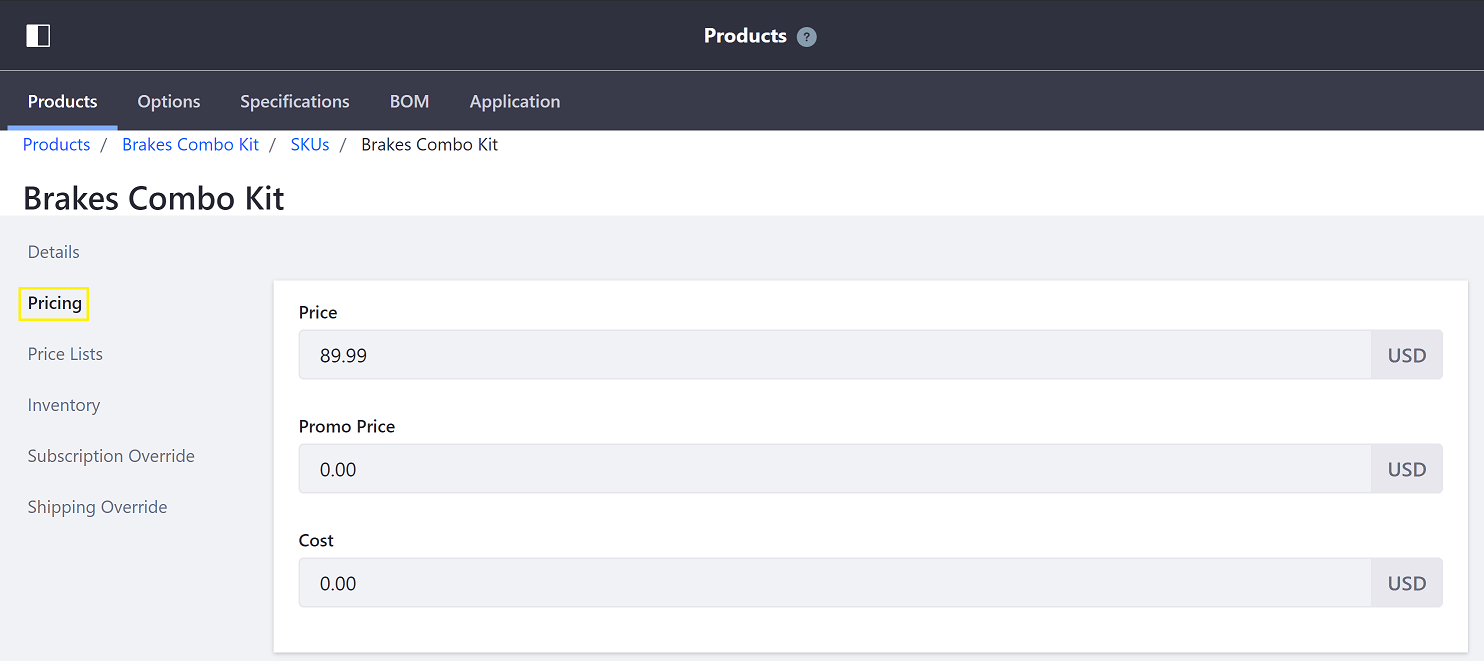 Products ?
Products Options Specifications BOM Application
Products / Brakes Combo Kit / SKUs / Brakes Combo Kit
Brakes Combo Kit
Details
Pricing
Price Lists
Inventory
Subscription Override
Shipping Override
Price
89.99 USD
Promo Price
0.00 USD
Cost
0.00 USD